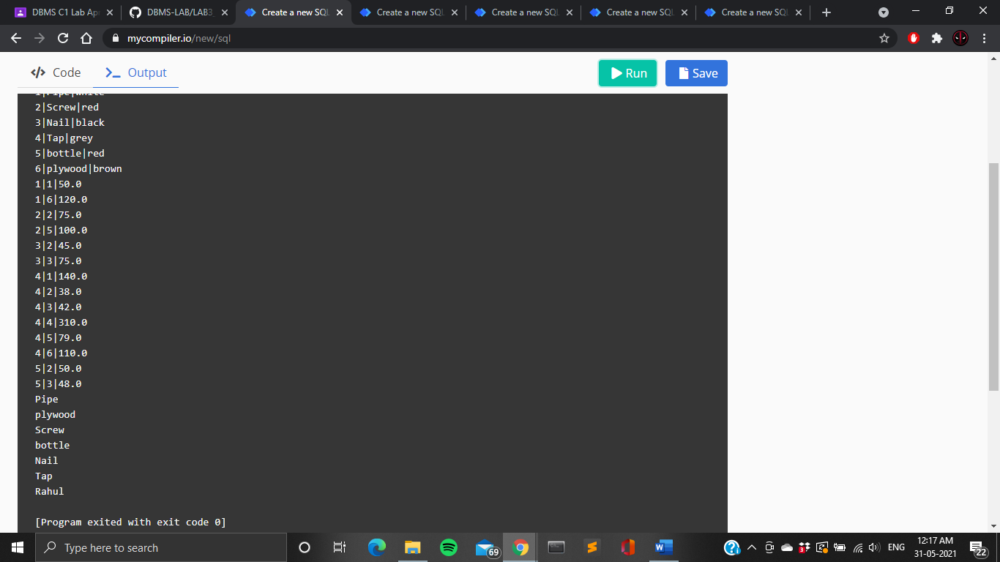 DBMS C1 Lab Ap
DBMS-LAB/LAB3_
Create a new SQL
Create a new SQL
Create a new SQL
Create a new SQL
Create a new SQL
mycompiler.io/new/sql
Code
Output
Run
Save
1|Pipe|white
2|Screw|red
3|Nail|black
4|Tap|grey
5|bottle|red
6|plywood|brown
1|1|50.0
1|6|120.0
2|2|75.0
2|5|100.0
3|2|45.0
3|3|75.0
4|1|140.0
4|2|38.0
4|3|42.0
4|4|310.0
4|5|79.0
4|6|110.0
5|2|50.0
5|3|48.0
Pipe
plywood
Screw
bottle
Nail
Tap
Rahul
[Program exited with exit code 0]
Type here to search
69
3
ENG
12:17 AM
31-05-2021
22